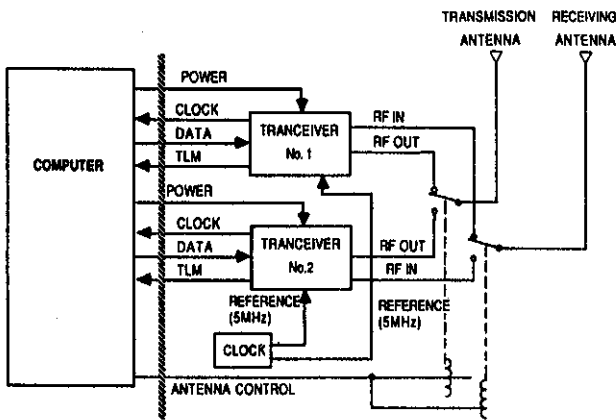 TRANSMISSION RECEIVING
ANTENNA ANTENNA
POWER
CLOCK
DATA
TLM
TRANCEIVER
No. 1
RF IN
RF OUT
COMPUTER
POWER
CLOCK
DATA
TLM
TRANCEIVER
No.2
RF OUT
RF IN
REFERENCE
(5MHz)
REFERENCE
(5MHz)
CLOCK
ANTENNA CONTROL